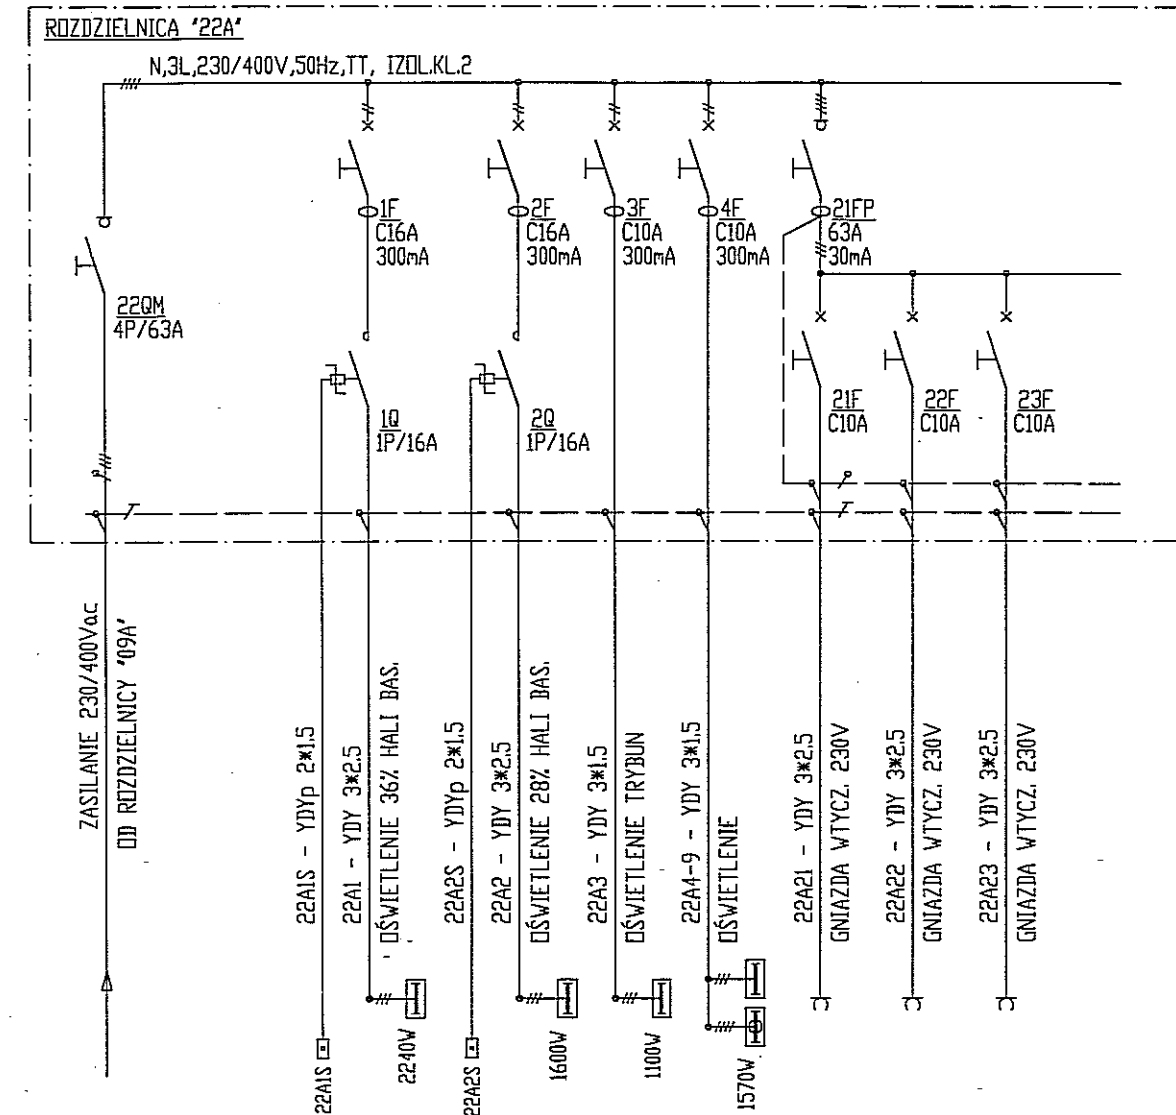 ROZDZIELNICA "22A"
N,3L,230/400V,50Hz,TT, IZOL.KL.2
22QM
4P/63A
1F
C16A
300mA
2F
C16A
300mA
3F
C10A
300mA
4F
C10A
300mA
21FP
63A
30mA
1Q
1P/16A
2Q
1P/16A
21F
C10A
22F
C10A
23F
C10A
ZASILANIE 230/400Vac
OD ROZDZIELNICY "09A"
22A1S - YDYp 2*1.5
22A1 - YDY 3*2.5
OŚWIETLENIE 36% HALI BAS.
22A2S - YDYp 2*1.5
22A2 - YDY 3*2.5
OŚWIETLENIE 28% HALI BAS.
22A3 - YDY 3*1.5
OŚWIETLENIE TRYBUN
22A4-9 - YDY 3*1.5
OŚWIETLENIE
22A21 - YDY 3*2.5
GNIAZDA WTYCZ. 230V
22A22 - YDY 3*2.5
GNIAZDA WTYCZ. 230V
22A23 - YDY 3*2.5
GNIAZDA WTYCZ. 230V
22A1S
2240W
22A2S
1600W
1100W
1570W